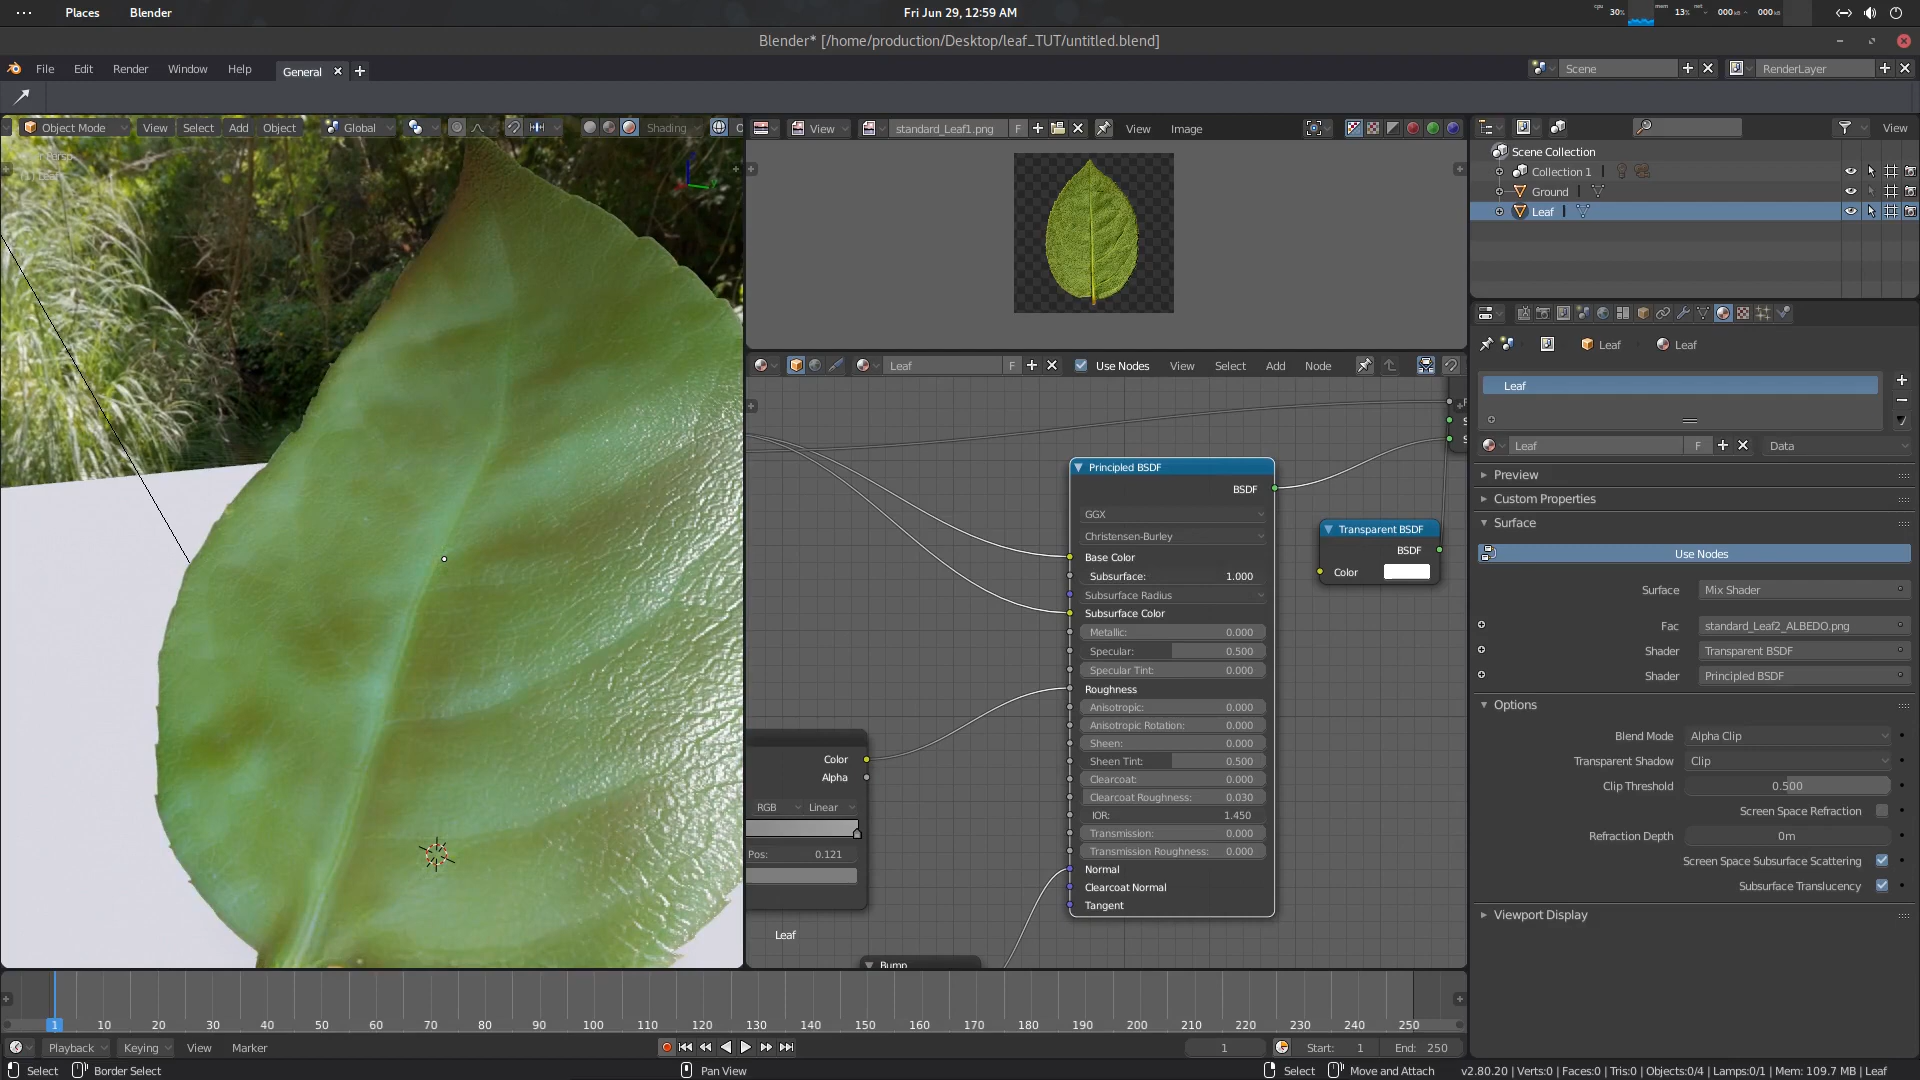 Places Blender Fri Jun 29, 12:59 AM cpu 30% mem 13% net 000 kB 000 kB
Blender* [/home/production/Desktop/leaf_TUT/untitled.blend]
File Edit Render Window Help General Scene RenderLayer
Object Mode View Select Add Object Global Shading
View standard_Leaf1.png F View Image
View
Scene Collection
Collection 1
Ground
Leaf
Leaf F Use Nodes View Select Add Node
Principled BSDF
BSDF
GGX
Christensen-Burley
Base Color
Subsurface: 1.000
Subsurface Radius
Subsurface Color
Metallic: 0.000
Specular: 0.500
Specular Tint: 0.000
Roughness
Anisotropic: 0.000
Anisotropic Rotation: 0.000
Sheen: 0.000
Sheen Tint: 0.500
Clearcoat: 0.000
Clearcoat Roughness: 0.030
IOR: 1.450
Transmission: 0.000
Transmission Roughness: 0.000
Normal
Clearcoat Normal
Tangent
Transparent BSDF
BSDF
Color
Color
Alpha
RGB Linear
Pos: 0.121
Leaf
Bump
Leaf Leaf
Leaf
Leaf F Data
Preview
Custom Properties
Surface
Use Nodes
Surface Mix Shader
Fac standard_Leaf2_ALBEDO.png
Shader Transparent BSDF
Shader Principled BSDF
Options
Blend Mode Alpha Clip
Transparent Shadow Clip
Clip Threshold 0.500
Screen Space Refraction
Refraction Depth 0m
Screen Space Subsurface Scattering
Subsurface Translucency
Viewport Display
1 10 20 30 40 50 60 70 80 90 100 110 120 130 140 150 160 170 180 190 200 210 220 230 240 250
Playback Keying View Marker 1 Start: 1 End: 250
Select Box Select Pan View Select Move and Attach v2.80.20 | Verts:0 | Faces:0 | Tris:0 | Objects:0/4 | Lamps:0/1 | Mem: 109.7 MB | Leaf